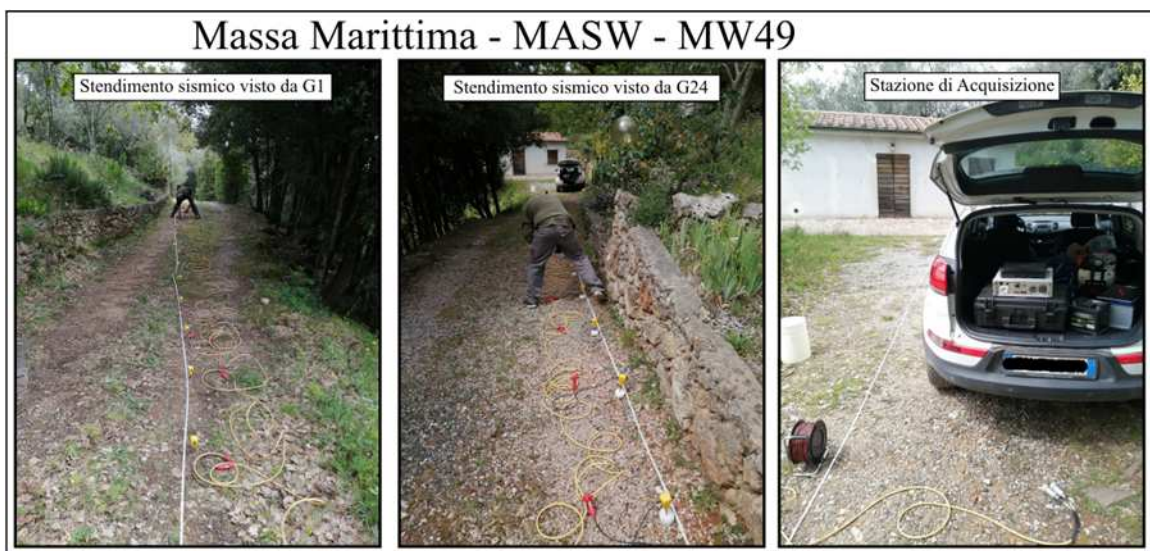 Massa Marittima - MASW - MW49
Stendimento sismico visto da G1
Stendimento sismico visto da G24
Stazione di Acquisizione